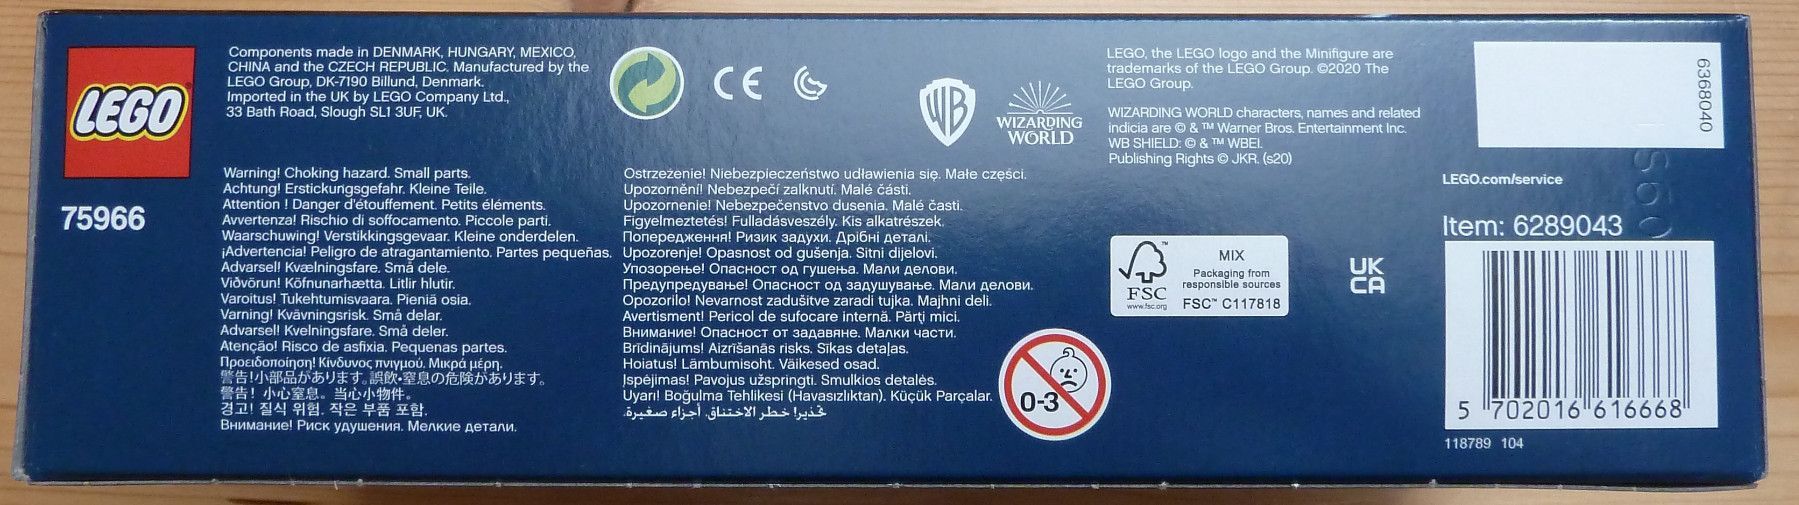 LEGO
75966
Components made in DENMARK, HUNGARY, MEXICO,
CHINA and the CZECH REPUBLIC. Manufactured by the
LEGO Group, DK-7190 Billund, Denmark.
Imported in the UK by LEGO Company Ltd.,
33 Bath Road, Slough SL1 3UF, UK.
Warning! Choking hazard. Small parts.
Achtung! Erstickungsgefahr. Kleine Teile.
Attention ! Danger d'étouffement. Petits éléments.
Avvertenza! Rischio di soffocamento. Piccole parti.
Waarschuwing! Verstikkingsgevaar. Kleine onderdelen.
¡Advertencia! Peligro de atragantamiento. Partes pequeñas.
Advarsel! Kvælningsfare. Små dele.
Viðvörun! Köfnunarhætta. Litlir hlutir.
Varoitus! Tukehtumisvaara. Pieniä osia.
Varning! Kvävningsrisk. Små delar.
Advarsel! Kvelningsfare. Små deler.
Atenção! Risco de asfixia. Pequenas partes.
Προειδοποίηση! Κίνδυνος πνιγμού. Μικρά μέρη.
警告!小部品があります。誤飲•窒息の危険があります。
警告！小心窒息。当心小物件。
경고! 질식 위험. 작은 부품 포함.
Внимание! Риск удушения. Мелкие детали.
CE
Ostrzeżenie! Niebezpieczeństwo udławienia się. Małe części.
Upozornění! Nebezpečí zalknutí. Malé části.
Upozornenie! Nebezpečenstvo dusenia. Malé časti.
Figyelmeztetés! Fulladásveszély. Kis alkatrészek.
Попередження! Ризик задухи. Дрібні деталі.
Upozorenje! Opasnost od gušenja. Sitni dijelovi.
Упозорење! Опасност од гушења. Мали делови.
Предупредување! Опасност од задушување. Мали делови.
Opozorilo! Nevarnost zadušitve zaradi tujka. Majhni deli.
Avertisment! Pericol de sufocare internă. Părţi mici.
Внимание! Опасност от задавяне. Малки части.
Brīdinājums! Aizrīšanās risks. Sīkas detaļas.
Hoiatus! Lämbumisoht. Väikesed osad.
Įspėjimas! Pavojus užspringti. Smulkios detalės.
Uyarı! Boğulma Tehlikesi (Havasızlıktan). Küçük Parçalar.
تحذير! خطر الاختناق. أجزاء صغيرة.
0-3
WB
WIZARDING
WORLD
LEGO, the LEGO logo and the Minifigure are
trademarks of the LEGO Group. ©2020 The
LEGO Group.
WIZARDING WORLD characters, names and related
indicia are © & ™ Warner Bros. Entertainment Inc.
WB SHIELD: © & ™ WBEI.
Publishing Rights © JKR. (s20)
FSC
www.fsc.org
MIX
Packaging from
responsible sources
FSC™ C117818
UK
CA
6368040
LEGO.com/service
Item: 6289043
5 702016 616668
118789 104